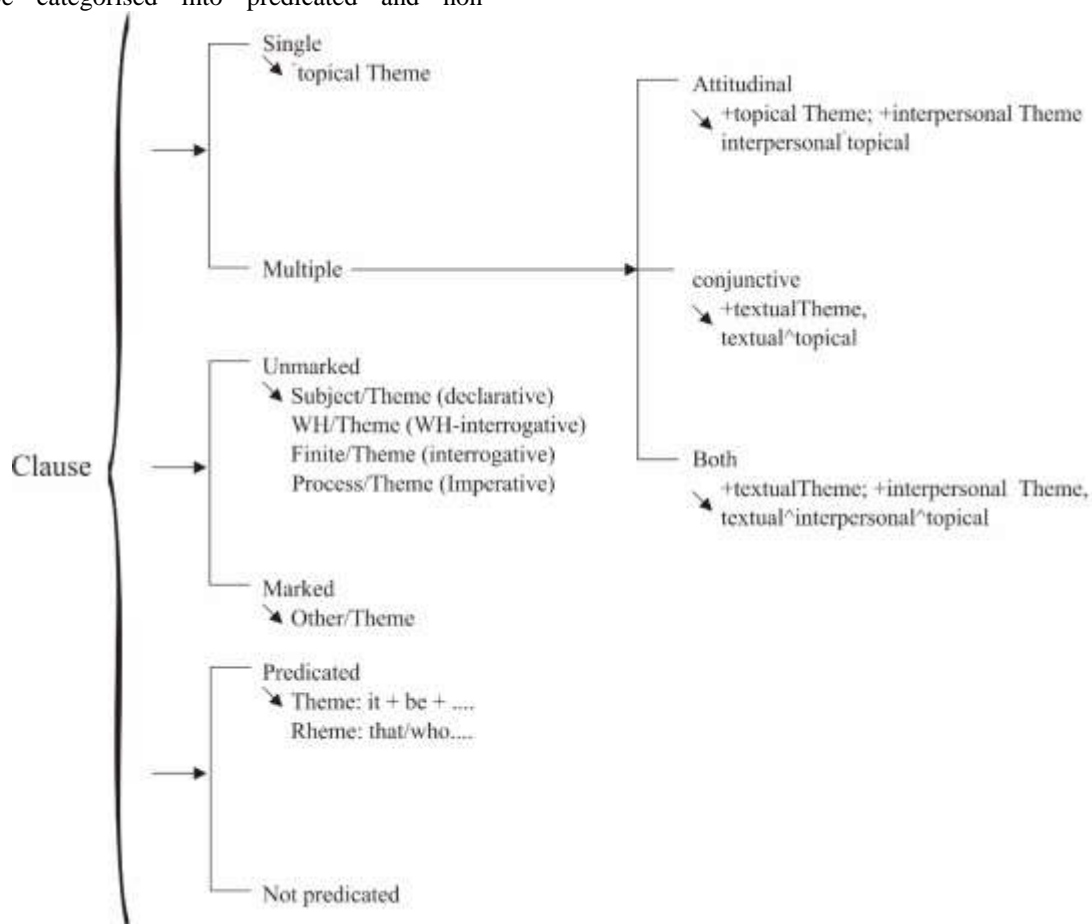 categorised into predicated and non
Single
topical Theme
Multiple
Attitudinal
+topical Theme; +interpersonal Theme
interpersonal topical
conjunctive
+textualTheme,
textual^topical
Both
+textualTheme; +interpersonal Theme,
textual^interpersonal^topical
Clause
Unmarked
Subject/Theme (declarative)
WH/Theme (WH-interrogative)
Finite/Theme (interrogative)
Process/Theme (Imperative)
Marked
Other/Theme
Predicated
Theme: it + be + ....
Rheme: that/who....
Not predicated